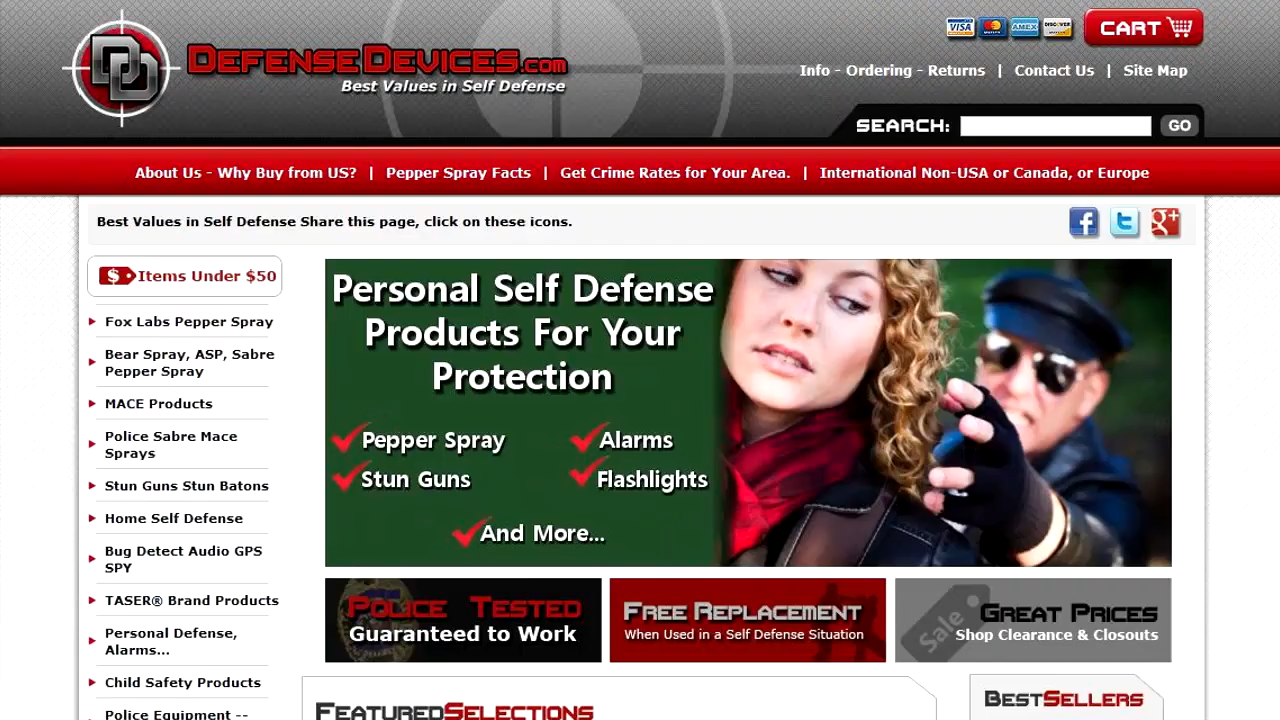 VISA
AMEX
DISCOVER
CART
DEFENSEDEVICES.com
Best Values in Self Defense
Info - Ordering - Returns | Contact Us | Site Map
SEARCH: GO
About Us - Why Buy from US? | Pepper Spray Facts | Get Crime Rates for Your Area. | International Non-USA or Canada, or Europe
Best Values in Self Defense Share this page, click on these icons.
$ Items Under $50
Fox Labs Pepper Spray
Bear Spray, ASP, Sabre
Pepper Spray
MACE Products
Police Sabre Mace
Sprays
Stun Guns Stun Batons
Home Self Defense
Bug Detect Audio GPS
SPY
TASER® Brand Products
Personal Defense,
Alarms...
Child Safety Products
Police Equipment --
Personal Self Defense
Products For Your
Protection
Pepper Spray
Alarms
Stun Guns
Flashlights
And More...
POLICE TESTED
Guaranteed to Work
FREE REPLACEMENT
When Used in a Self Defense Situation
Sale
GREAT PRICES
Shop Clearance & Closouts
FEATUREDSELECTIONS
BESTSELLERS